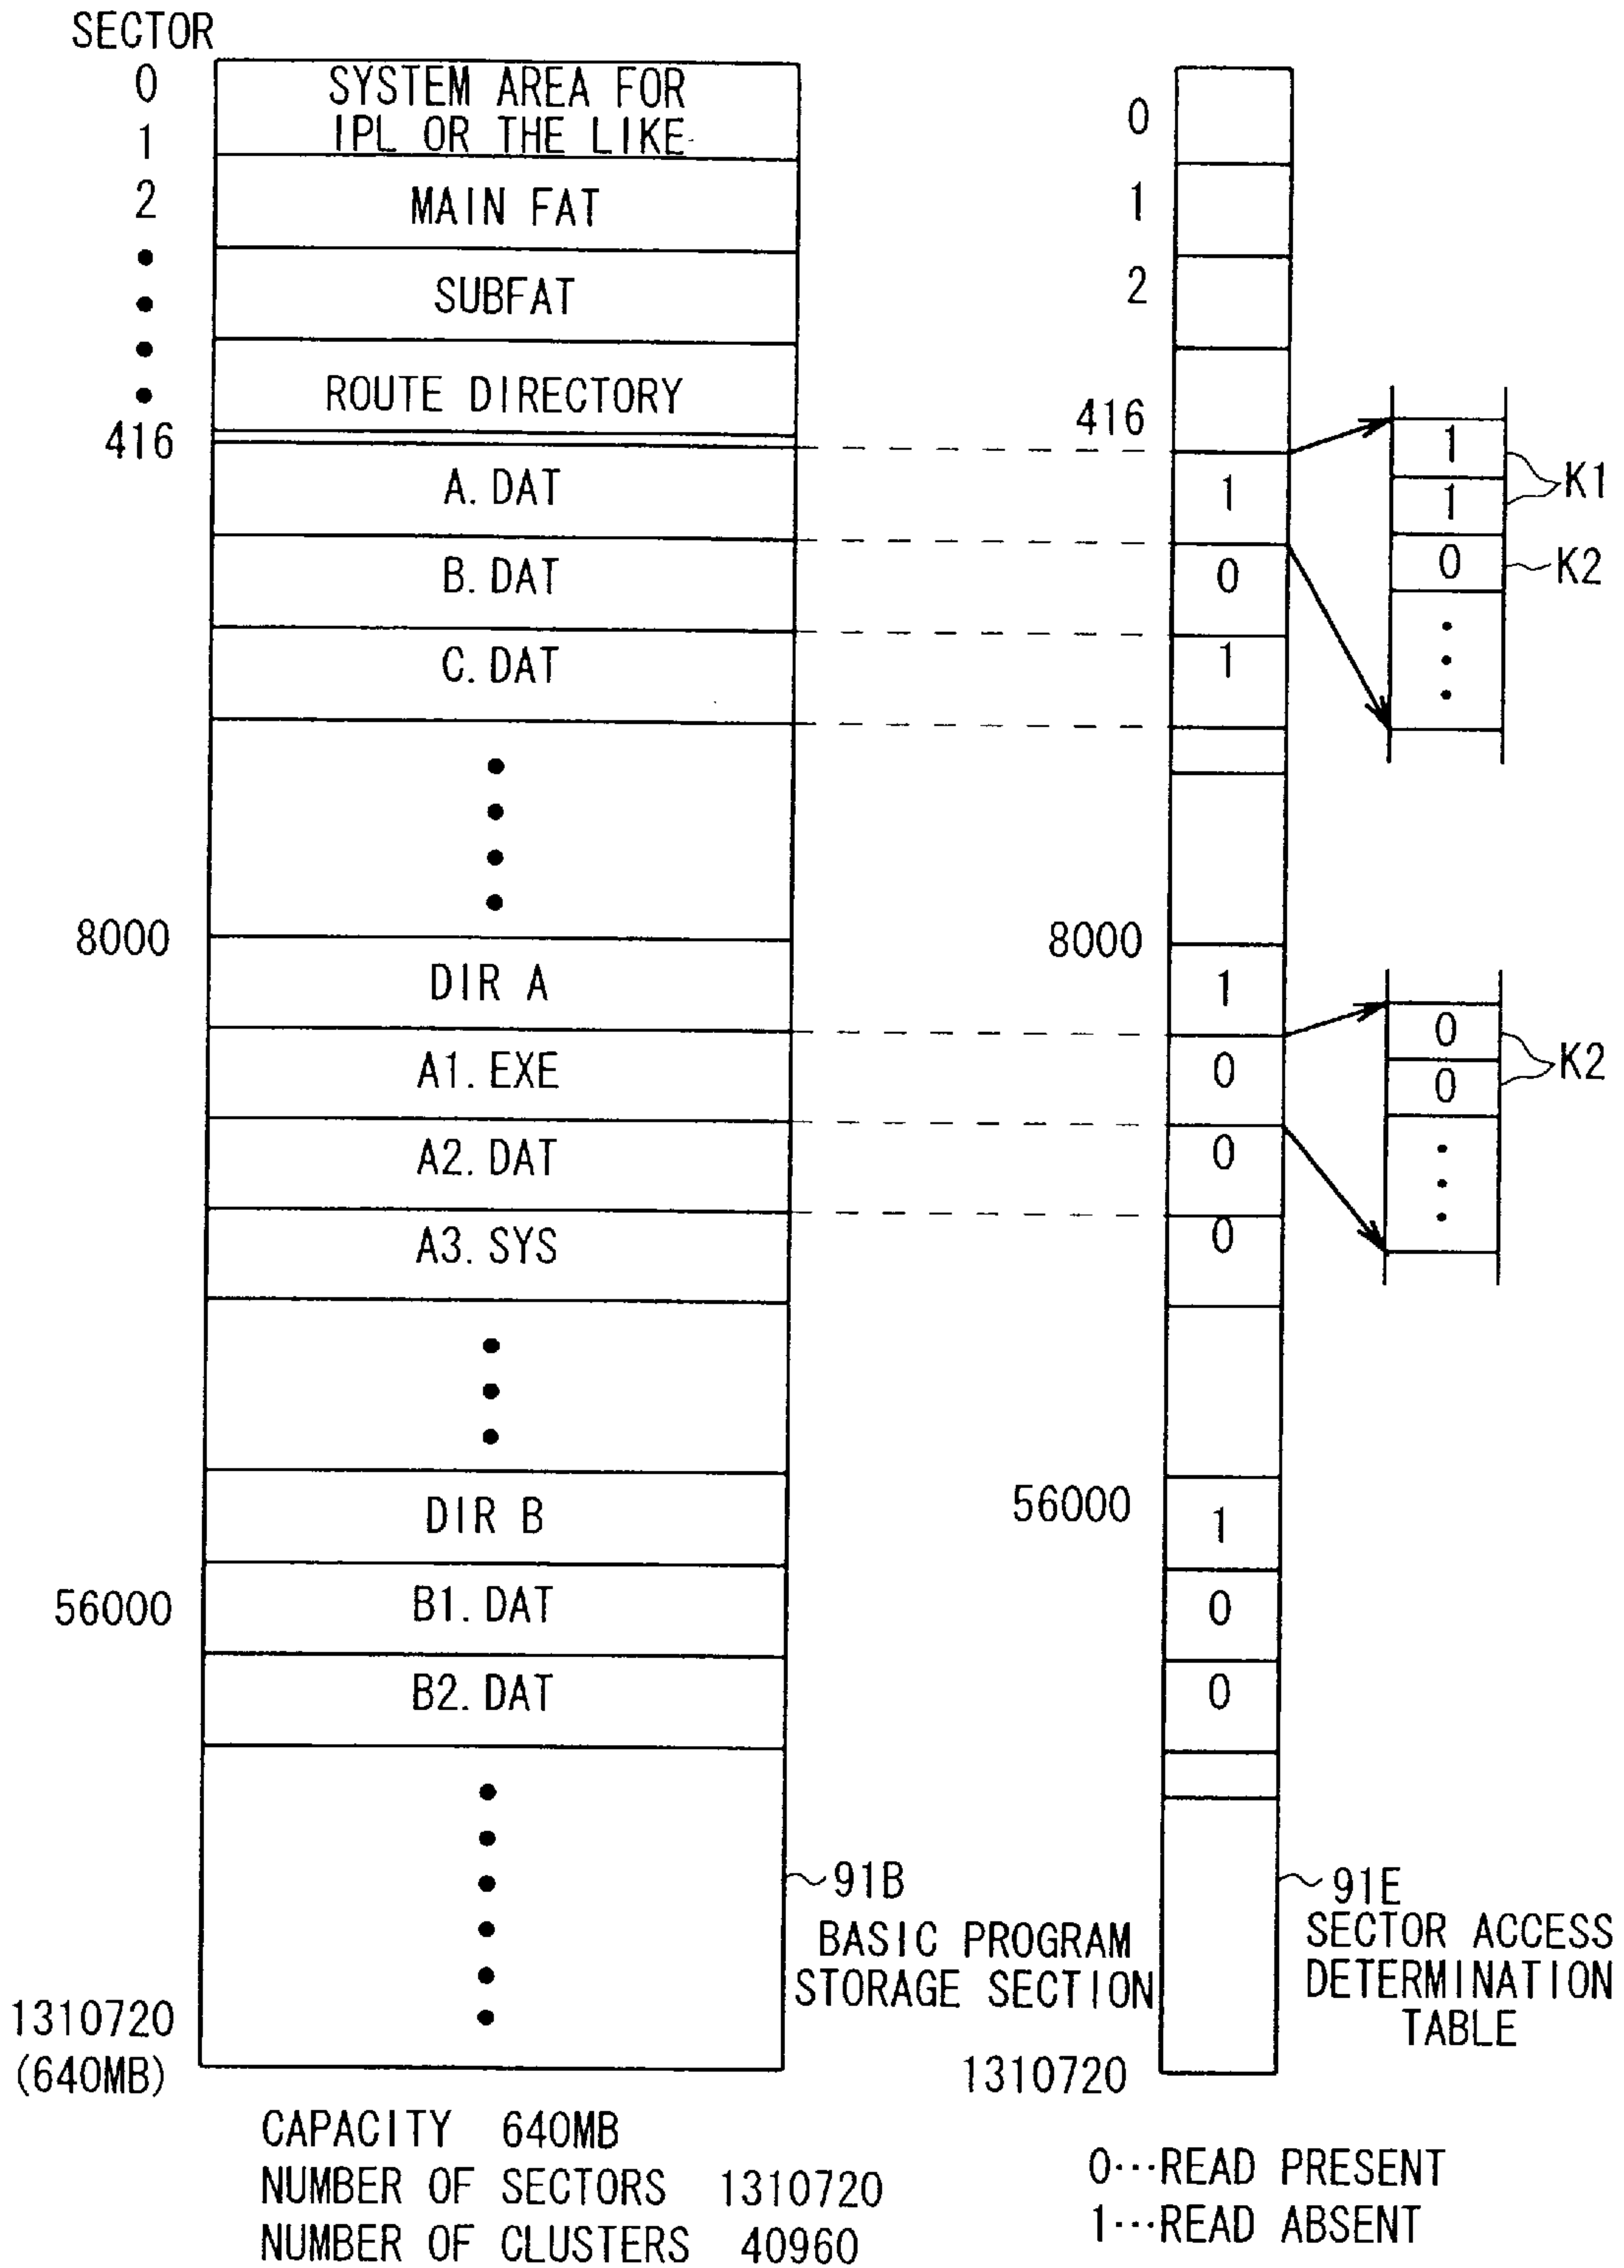 SECTOR
0
1
2
416
8000
56000
1310720
(640MB)
SYSTEM AREA FOR
IPL OR THE LIKE
MAIN FAT
SUBFAT
ROUTE DIRECTORY
A. DAT
B. DAT
C. DAT
DIR A
A1. EXE
A2. DAT
A3. SYS
DIR B
B1. DAT
B2. DAT
91B
BASIC PROGRAM
STORAGE SECTION
0
1
2
416
8000
56000
1310720
1
0
1
1
0
0
0
1
0
0
1
1
0
K1
K2
0
0
K2
91E
SECTOR ACCESS
DETERMINATION
TABLE
CAPACITY 640MB
NUMBER OF SECTORS 1310720
NUMBER OF CLUSTERS 40960
0···READ PRESENT
1···READ ABSENT